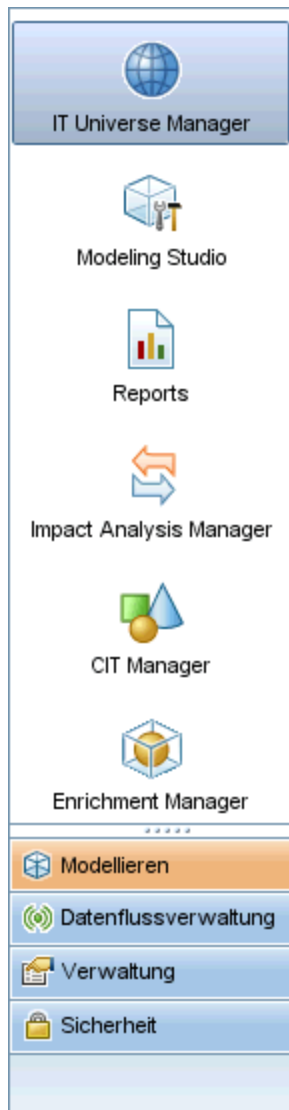 IT Universe Manager
Modeling Studio
Reports
Impact Analysis Manager
CIT Manager
Enrichment Manager
Modellieren
Datenflussverwaltung
Verwaltung
Sicherheit